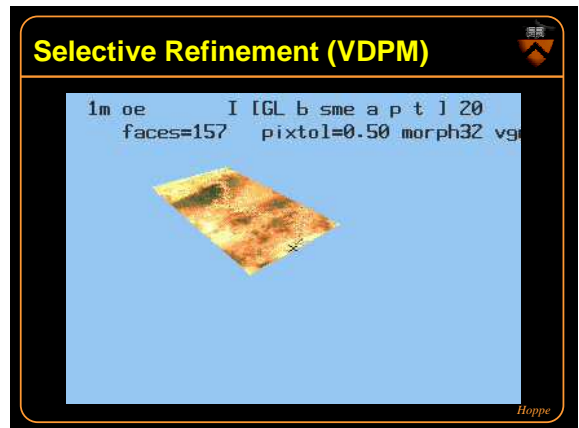 Selective Refinement (VDPM)
1m oe I [GL b sme a p t ] 20
faces=157 pixtol=0.50 morph32
Hoppe